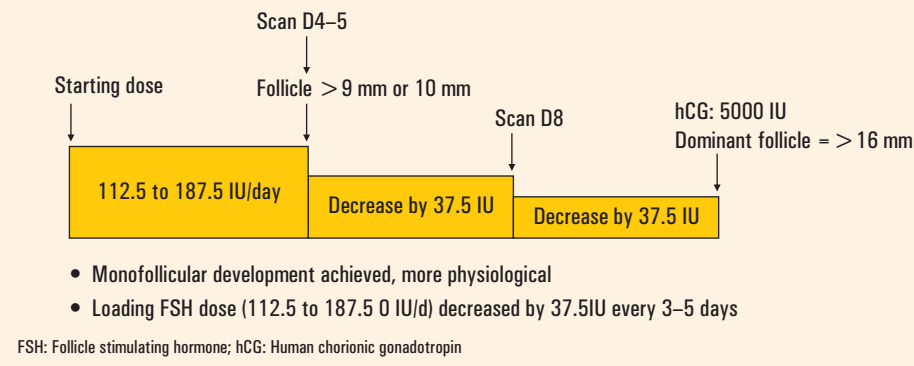 Scan D4–5
Starting dose
Follicle > 9 mm or 10 mm
Scan D8
hCG: 5000 IU
Dominant follicle = > 16 mm
112.5 to 187.5 IU/day
Decrease by 37.5 IU
Decrease by 37.5 IU
• Monofollicular development achieved, more physiological
• Loading FSH dose (112.5 to 187.5 0 IU/d) decreased by 37.5IU every 3–5 days
FSH: Follicle stimulating hormone; hCG: Human chorionic gonadotropin